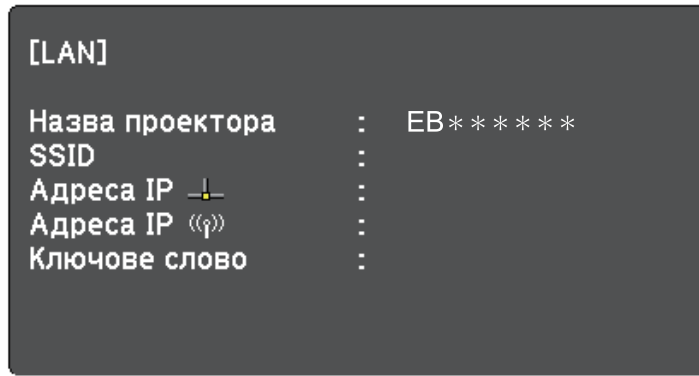 [LAN]
Назва проектора : EB******
SSID :
Адреса IP :
Адреса IP :
Ключове слово :